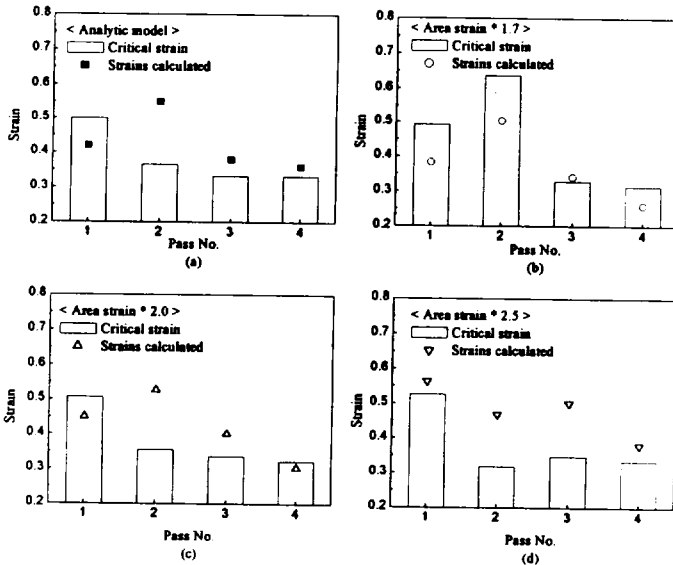 0.8
0.7
0.6
0.5
0.4
0.3
0.2
Strain
< Analytic model >
Critical strain
Strains calculated
1 2 3 4
Pass No.
(a)
0.8
0.7
0.6
0.5
0.4
0.3
0.2
Strain
< Area strain * 1.7 >
Critical strain
Strains calculated
1 2 3 4
Pass No.
(b)
0.8
0.7
0.6
0.5
0.4
0.3
0.2
Strain
< Area strain * 2.0 >
Critical strain
Strains calculated
1 2 3 4
Pass No.
(c)
0.8
0.7
0.6
0.5
0.4
0.3
0.2
Strain
< Area strain * 2.5 >
Critical strain
Strains calculated
1 2 3 4
Pass No.
(d)